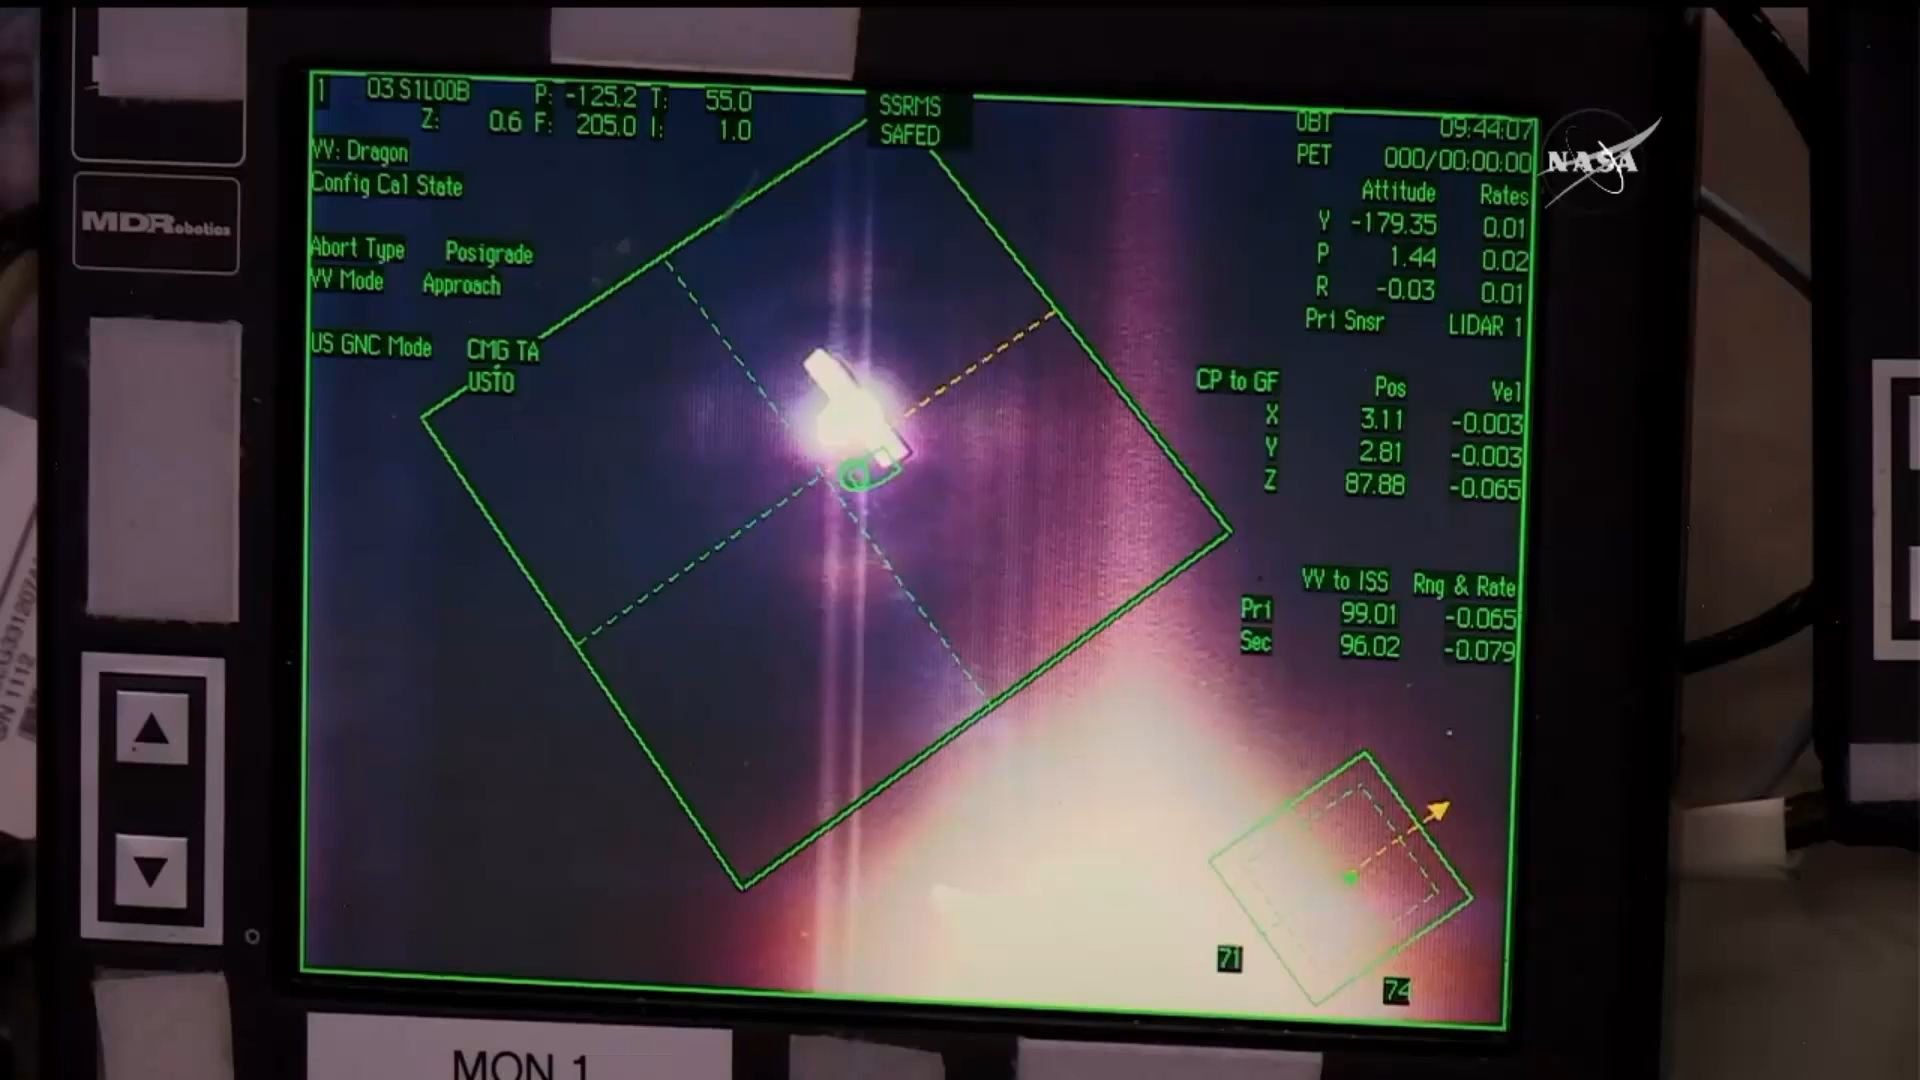 1 03 S1L00B P: -125.2 T: 55.0
Z: 0.6 F: 205.0 I: 1.0
SSRMS
SAFED
VV: Dragon
Config Cal State
Abort Type Posigrade
VV Mode Approach
US GNC Mode CMG TA
USTO
OBT 09:44:07
PET 000/00:00:00
Attitude Rates
Y -179.35 0.01
P 1.44 0.02
R -0.03 0.01
Pri Snsr LIDAR 1
CP to GF Pos Vel
X 3.11 -0.003
Y 2.81 -0.003
Z 87.88 -0.065
VV to ISS Rng & Rate
Pri 99.01 -0.065
Sec 96.02 -0.079
71
74
NASA
MDRobotics
MON 1